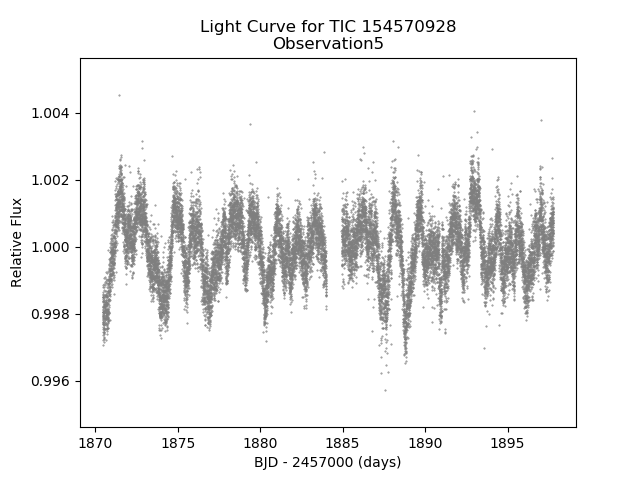 Light Curve for TIC 154570928
Observation5
1.004
1.002
1.000
0.998
0.996
Relative Flux
1870 1875 1880 1885 1890 1895
BJD - 2457000 (days)